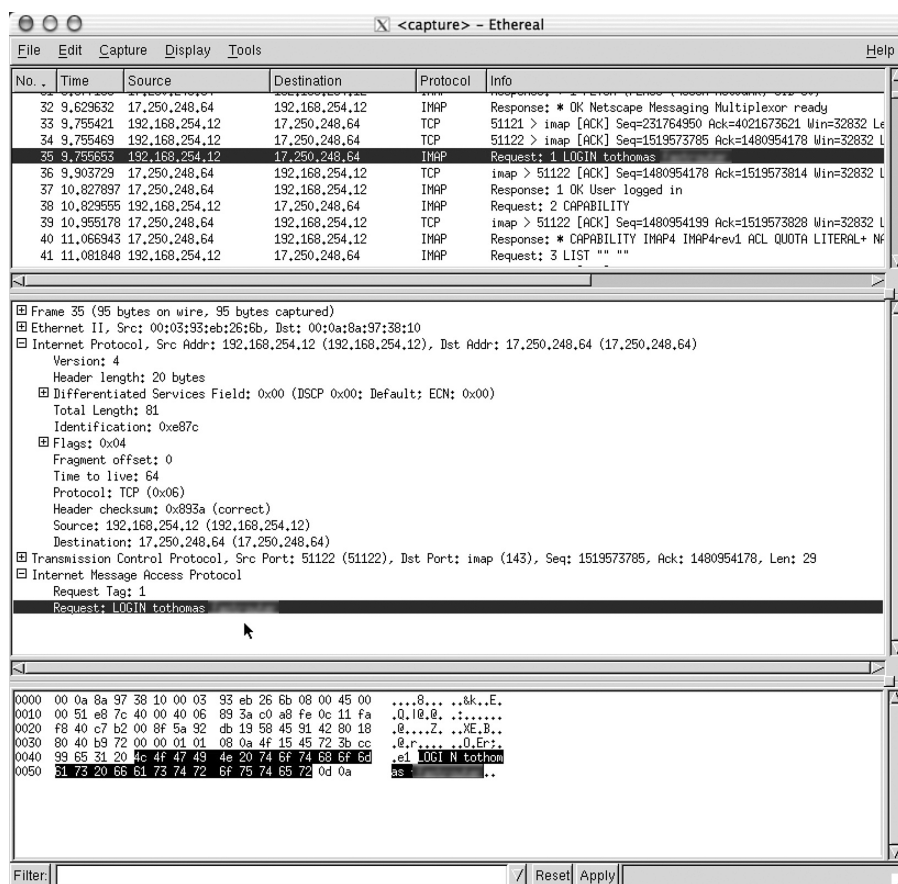 <capture> - Ethereal
File Edit Capture Display Tools Help
No. . Time Source Destination Protocol Info
32 9.629632 17.250.248.64 192.168.254.12 IMAP Response: * OK Netscape Messaging Multiplexor ready
33 9.755421 192.168.254.12 17.250.248.64 TCP 51121 > imap [ACK] Seq=231764950 Ack=4021673621 Win=32832 Le
34 9.755469 192.168.254.12 17.250.248.64 TCP 51122 > imap [ACK] Seq=1519573785 Ack=1480954178 Win=32832 L
35 9.755653 192.168.254.12 17.250.248.64 IMAP Request: 1 LOGIN tothomas
36 9.903729 17.250.248.64 192.168.254.12 TCP imap > 51122 [ACK] Seq=1480954178 Ack=1519573814 Win=32832 L
37 10.827897 17.250.248.64 192.168.254.12 IMAP Response: 1 OK User logged in
38 10.829555 192.168.254.12 17.250.248.64 IMAP Request: 2 CAPABILITY
39 10.955178 17.250.248.64 192.168.254.12 TCP imap > 51122 [ACK] Seq=1480954199 Ack=1519573828 Win=32832 L
40 11.066943 17.250.248.64 192.168.254.12 IMAP Response: * CAPABILITY IMAP4 IMAP4rev1 ACL QUOTA LITERAL+ NA
41 11.081848 192.168.254.12 17.250.248.64 IMAP Request: 3 LIST "" ""
Frame 35 (95 bytes on wire, 95 bytes captured)
Ethernet II, Src: 00:03:93:eb:26:6b, Dst: 00:0a:8a:97:38:10
Internet Protocol, Src Addr: 192.168.254.12 (192.168.254.12), Dst Addr: 17.250.248.64 (17.250.248.64)
Version: 4
Header length: 20 bytes
Differentiated Services Field: 0x00 (DSCP 0x00: Default; ECN: 0x00)
Total Length: 81
Identification: 0xe87c
Flags: 0x04
Fragment offset: 0
Time to live: 64
Protocol: TCP (0x06)
Header checksum: 0x893a (correct)
Source: 192.168.254.12 (192.168.254.12)
Destination: 17.250.248.64 (17.250.248.64)
Transmission Control Protocol, Src Port: 51122 (51122), Dst Port: imap (143), Seq: 1519573785, Ack: 1480954178, Len: 29
Internet Message Access Protocol
Request Tag: 1
Request: LOGIN tothomas
0000 00 0a 8a 97 38 10 00 03 93 eb 26 6b 08 00 45 00 ....8... ..&k..E.
0010 00 51 e8 7c 40 00 40 06 89 3a c0 a8 fe 0c 11 fa .Q.|@.@. .:......
0020 f8 40 c7 b2 00 8f 5a 92 db 19 58 45 91 42 80 18 .@....Z. ..XE.B..
0030 80 40 b9 72 00 00 01 01 08 0a 4f 15 45 72 3b cc .@.r.... ..O.Er;.
0040 99 65 31 20 4c 4f 47 49 4e 20 74 6f 74 68 6f 6d .e1 LOGI N tothom
0050 61 73 20 66 61 73 74 72 6f 75 74 65 72 0d 0a as ..
Filter: / Reset Apply